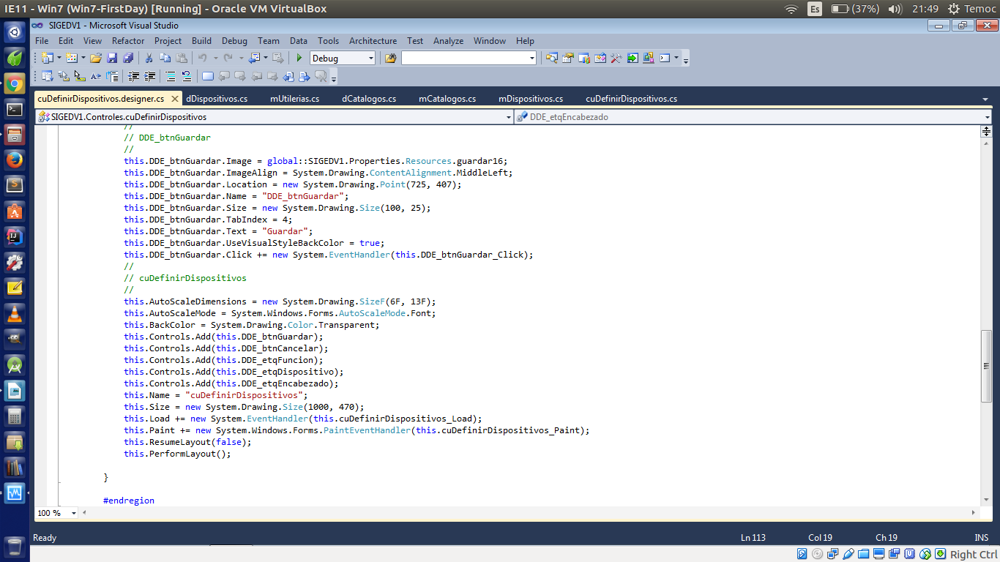 IE11 - Win7 (Win7-FirstDay) [Running] - Oracle VM VirtualBox
Es (37%) 21:49 Temoc
SIGEDV1 - Microsoft Visual Studio
File Edit View Refactor Project Build Debug Team Data Tools Architecture Test Analyze Window Help
Debug
cuDefinirDispositivos.designer.cs dDispositivos.cs mUtilerias.cs dCatalogos.cs mCatalogos.cs mDispositivos.cs cuDefinirDispositivos.cs
SIGEDV1.Controles.cuDefinirDispositivos DDE_etqEncabezado
//
// DDE_btnGuardar
//
this.DDE_btnGuardar.Image = global::SIGEDV1.Properties.Resources.guardar16;
this.DDE_btnGuardar.ImageAlign = System.Drawing.ContentAlignment.MiddleLeft;
this.DDE_btnGuardar.Location = new System.Drawing.Point(725, 407);
this.DDE_btnGuardar.Name = "DDE_btnGuardar";
this.DDE_btnGuardar.Size = new System.Drawing.Size(100, 25);
this.DDE_btnGuardar.TabIndex = 4;
this.DDE_btnGuardar.Text = "Guardar";
this.DDE_btnGuardar.UseVisualStyleBackColor = true;
this.DDE_btnGuardar.Click += new System.EventHandler(this.DDE_btnGuardar_Click);
//
// cuDefinirDispositivos
//
this.AutoScaleDimensions = new System.Drawing.SizeF(6F, 13F);
this.AutoScaleMode = System.Windows.Forms.AutoScaleMode.Font;
this.BackColor = System.Drawing.Color.Transparent;
this.Controls.Add(this.DDE_btnGuardar);
this.Controls.Add(this.DDE_btnCancelar);
this.Controls.Add(this.DDE_etqFuncion);
this.Controls.Add(this.DDE_etqDispositivo);
this.Controls.Add(this.DDE_etqEncabezado);
this.Name = "cuDefinirDispositivos";
this.Size = new System.Drawing.Size(1000, 470);
this.Load += new System.EventHandler(this.cuDefinirDispositivos_Load);
this.Paint += new System.Windows.Forms.PaintEventHandler(this.cuDefinirDispositivos_Paint);
this.ResumeLayout(false);
this.PerformLayout();
}
#endregion
100 %
Ready Ln 113 Col 19 Ch 19 INS
Right Ctrl